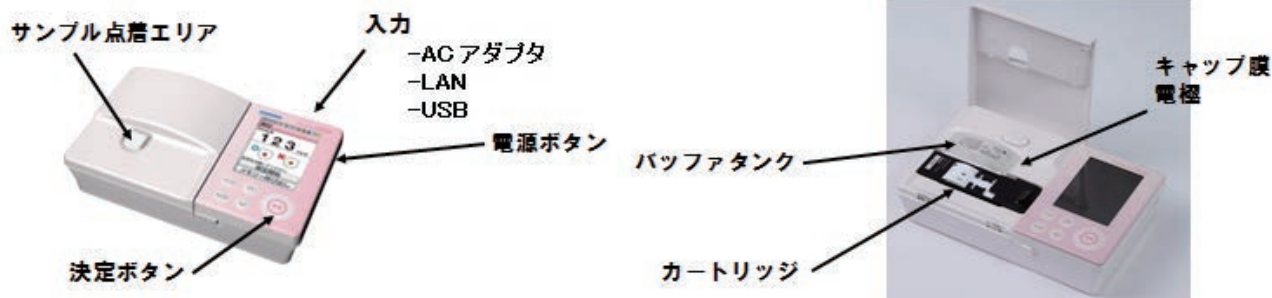 サンプル点着エリア
入力
-ACアダプタ
-LAN
-USB
電源ボタン
決定ボタン
123
キャップ膜
電極
バッファタンク
カートリッジ